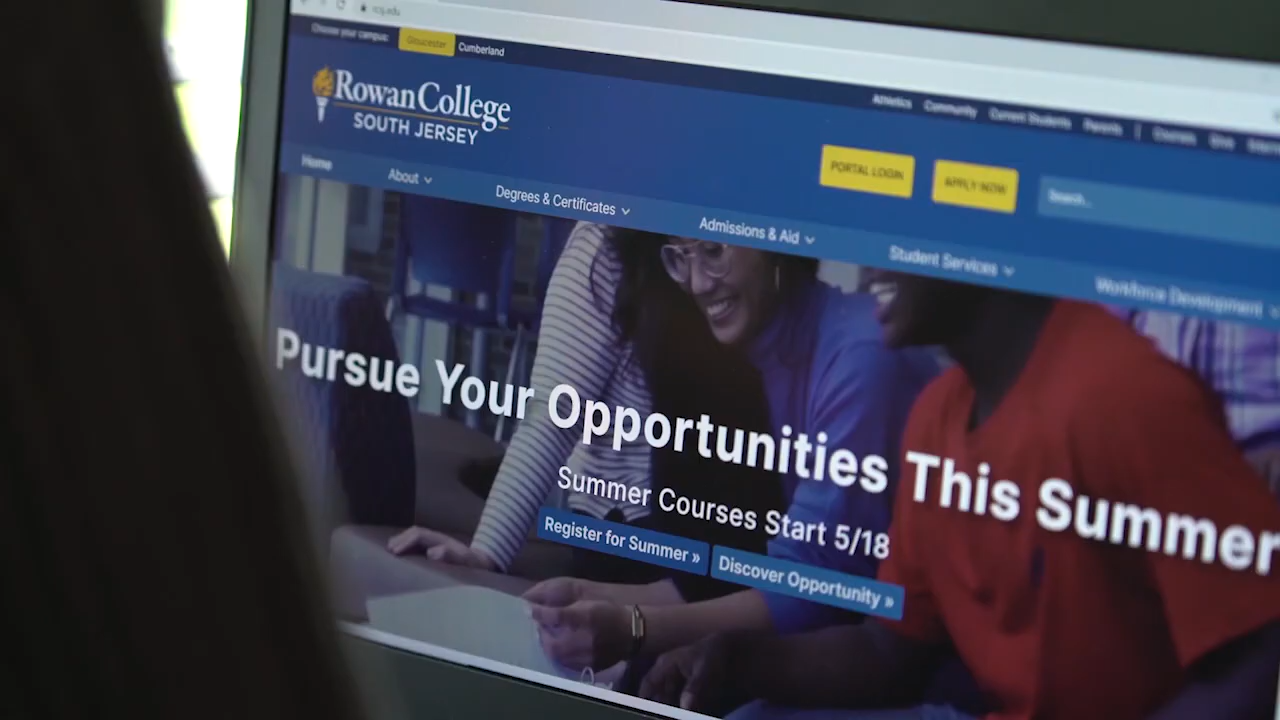 rcsj.edu
Choose your campus: Gloucester Cumberland
Athletics Community Current Students Parents | Courses Give
Rowan College
SOUTH JERSEY
PORTAL LOGIN APPLY NOW Search...
Home About Degrees & Certificates Admissions & Aid Student Services Workforce Development
Pursue Your Opportunities This Summer
Summer Courses Start 5/18
Register for Summer » Discover Opportunity »